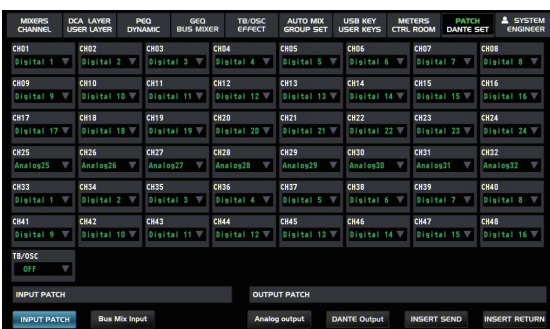 MIXERS DCA LAYER PEQ GEQ TB/OSC AUTO MIX USB KEY METERS PATCH SYSTEM
CHANNEL USER LAYER DYNAMIC BUS MIXER EFFECT GROUP SET USER KEYS CTRL ROOM DANTE SET ENGINEER
CH01 CH02 CH03 CH04 CH05 CH06 CH07 CH08
Digital 1 Digital 2 Digital 3 Digital 4 Digital 5 Digital 6 Digital 7 Digital 8
CH09 CH10 CH11 CH12 CH13 CH14 CH15 CH16
Digital 9 Digital 10 Digital 11 Digital 12 Digital 13 Digital 14 Digital 15 Digital 16
CH17 CH18 CH19 CH20 CH21 CH22 CH23 CH24
Digital 17 Digital 18 Digital 19 Digital 20 Digital 21 Digital 22 Digital 23 Digital 24
CH25 CH26 CH27 CH28 CH29 CH30 CH31 CH32
Analog25 Analog26 Analog27 Analog28 Analog29 Analog30 Analog31 Analog32
CH33 CH34 CH35 CH36 CH37 CH38 CH39 CH40
Digital 1 Digital 2 Digital 3 Digital 4 Digital 5 Digital 6 Digital 7 Digital 8
CH41 CH42 CH43 CH44 CH45 CH46 CH47 CH48
Digital 9 Digital 10 Digital 11 Digital 12 Digital 13 Digital 14 Digital 15 Digital 16
TB/OSC
OFF
INPUT PATCH OUTPUT PATCH
INPUT PATCH Bus Mix Input Analog output DANTE Output INSERT SEND INSERT RETURN